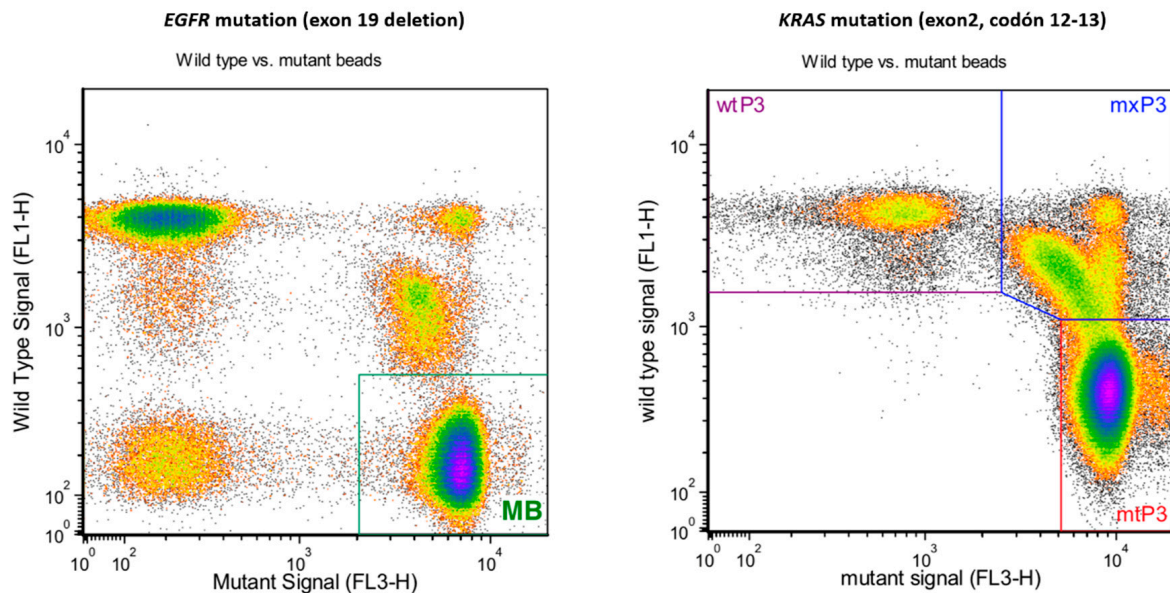 EGFR mutation (exon 19 deletion)
Wild type vs. mutant beads
Wild Type Signal (FL1-H)
10^4
10^3
10^2
10^0
MB
10^0 10^2 10^3 10^4
Mutant Signal (FL3-H)
KRAS mutation (exon2, codón 12-13)
Wild type vs. mutant beads
wild type signal (FL1-H)
10^4
10^3
10^2
10^0
wtP3
mxP3
mtP3
10^0 10^2 10^3 10^4
mutant signal (FL3-H)